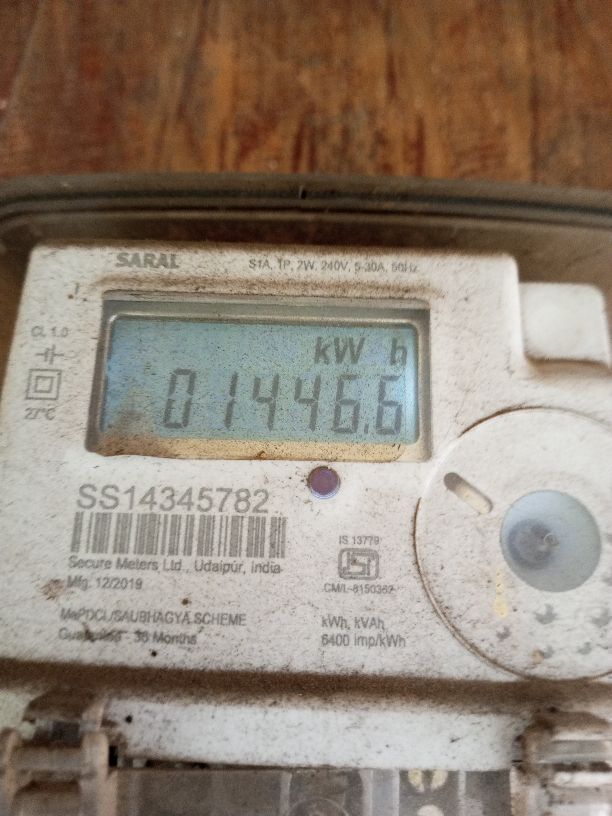 SARAL
S1A, 1P, 2W, 240V, 5-30A, 50Hz
CL 1.0
27°C
kW h
01446.6
SS14345782
Secure Meters Ltd., Udaipur, India
Mfg. 12/2019
IS 13779
CM/L-8150362
MePDCL/SAUBHAGYA SCHEME
Guarantee - 36 Months
kWh, kVAh
6400 imp/kWh